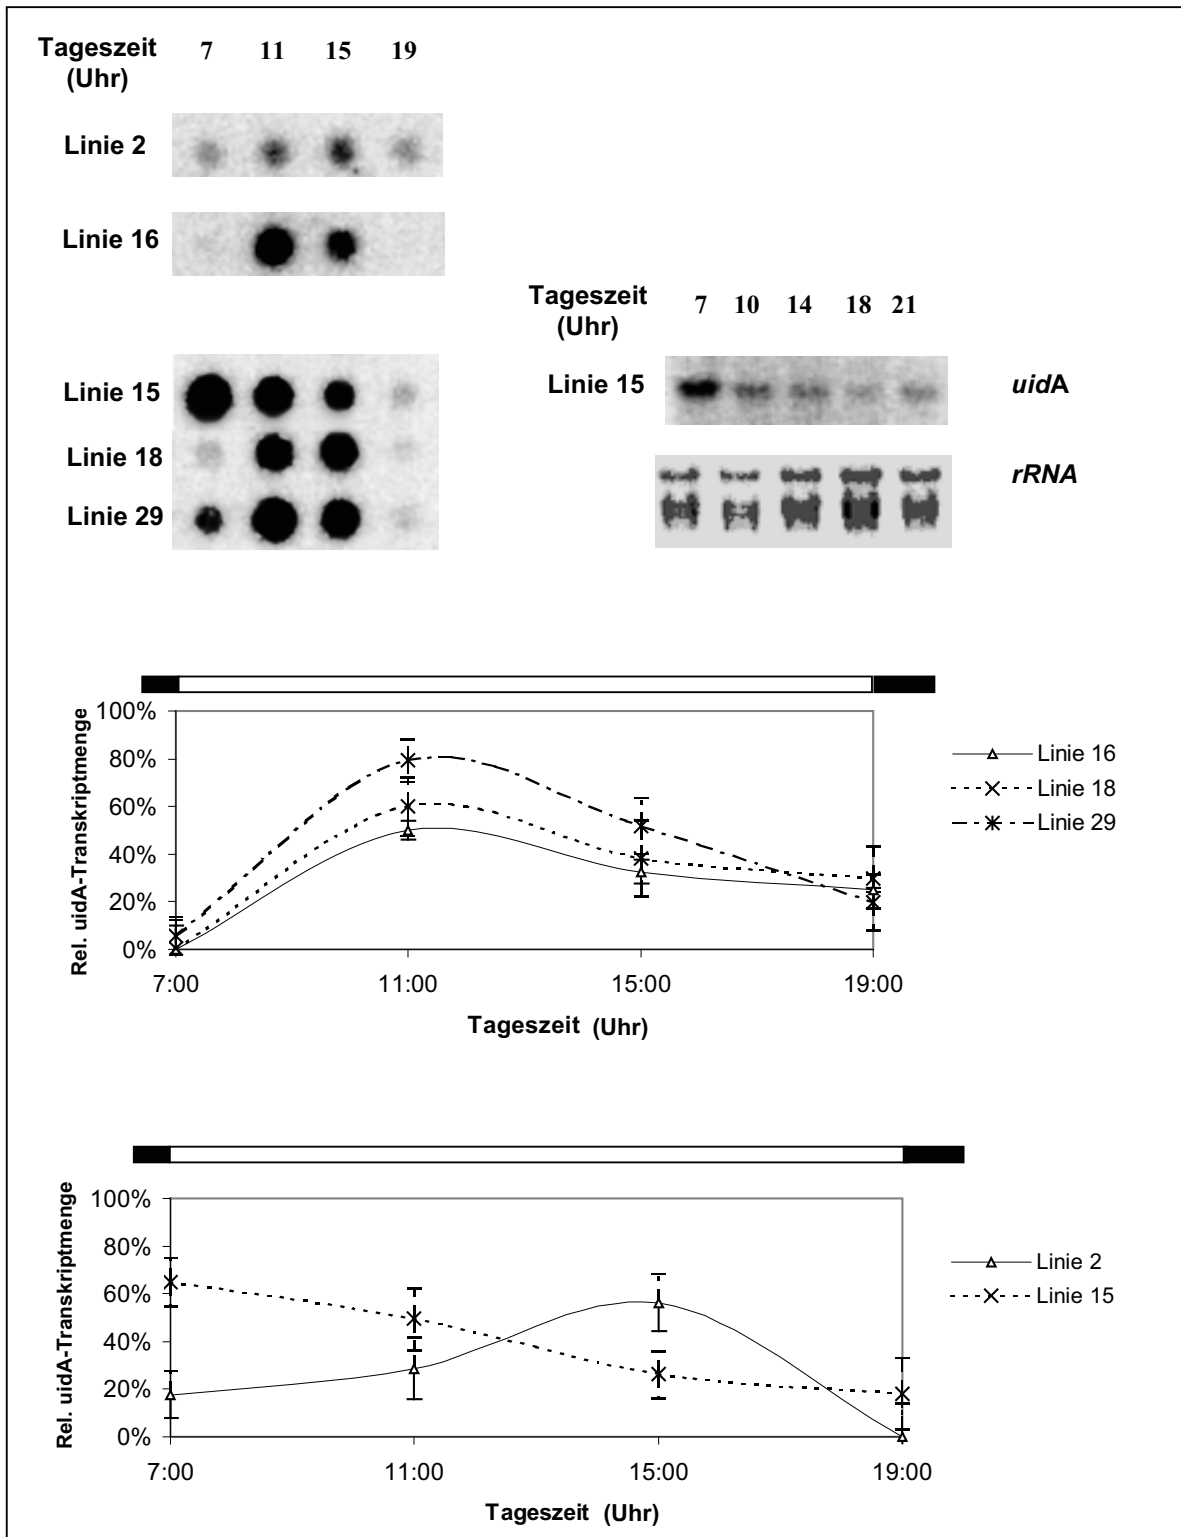 Tageszeit 7 11 15 19
(Uhr)
Linie 2
Linie 16
Linie 15
Linie 18
Linie 29
Tageszeit 7 10 14 18 21
(Uhr)
Linie 15 uidA
rRNA
Rel. uidA-Transkriptmenge
100%
80%
60%
40%
20%
0%
7:00 11:00 15:00 19:00
Tageszeit (Uhr)
Linie 16
Linie 18
Linie 29
Rel. uidA-Transkriptmenge
100%
80%
60%
40%
20%
0%
7:00 11:00 15:00 19:00
Tageszeit (Uhr)
Linie 2
Linie 15